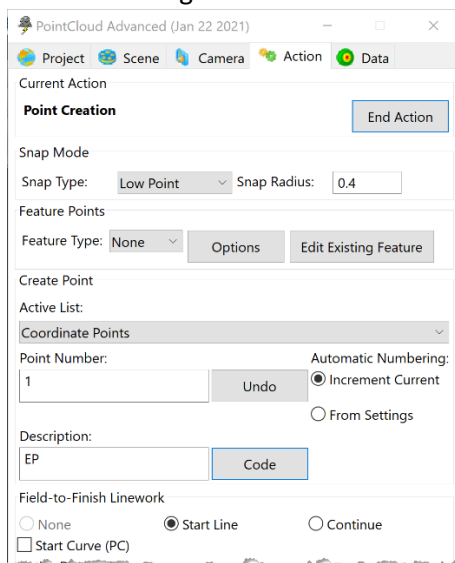 PointCloud Advanced (Jan 22 2021)
Project Scene Camera Action Data
Current Action
Point Creation
End Action
Snap Mode
Snap Type: Low Point Snap Radius: 0.4
Feature Points
Feature Type: None Options Edit Existing Feature
Create Point
Active List:
Coordinate Points
Point Number: Automatic Numbering:
1 Undo Increment Current
From Settings
Description:
EP Code
Field-to-Finish Linework
None Start Line Continue
Start Curve (PC)